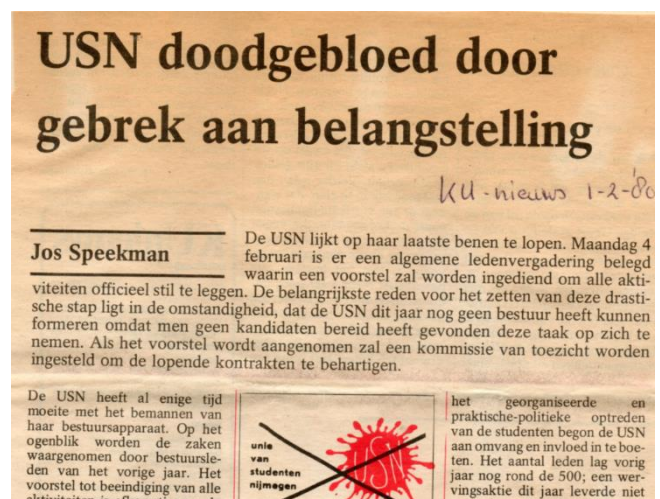 USN doodgebloed door
gebrek aan belangstelling
KU-nieuws 1-2-'80
Jos Speekman
De USN lijkt op haar laatste benen te lopen. Maandag 4
februari is er een algemene ledenvergadering belegd
waarin een voorstel zal worden ingediend om alle akti-
viteiten officieel stil te leggen. De belangrijkste reden voor het zetten van deze drasti-
sche stap ligt in de omstandigheid, dat de USN dit jaar nog geen bestuur heeft kunnen
formeren omdat men geen kandidaten bereid heeft gevonden deze taak op zich te
nemen. Als het voorstel wordt aangenomen zal een kommissie van toezicht worden
ingesteld om de lopende kontrakten te behartigen.
De USN heeft al enige tijd
moeite met het bemannen van
haar bestuursapparaat. Op het
ogenblik worden de zaken
waargenomen door bestuursle-
den van het vorige jaar. Het
voorstel tot beeindiging van alle
unie
van
studenten
nijmegen
USN
het georganiseerde en
praktische-politieke optreden
van de studenten begon de USN
aan omvang en invloed in te boe-
ten. Het aantal leden lag vorig
jaar nog rond de 500; een wer-
vingsaktie dit jaar leverde niet